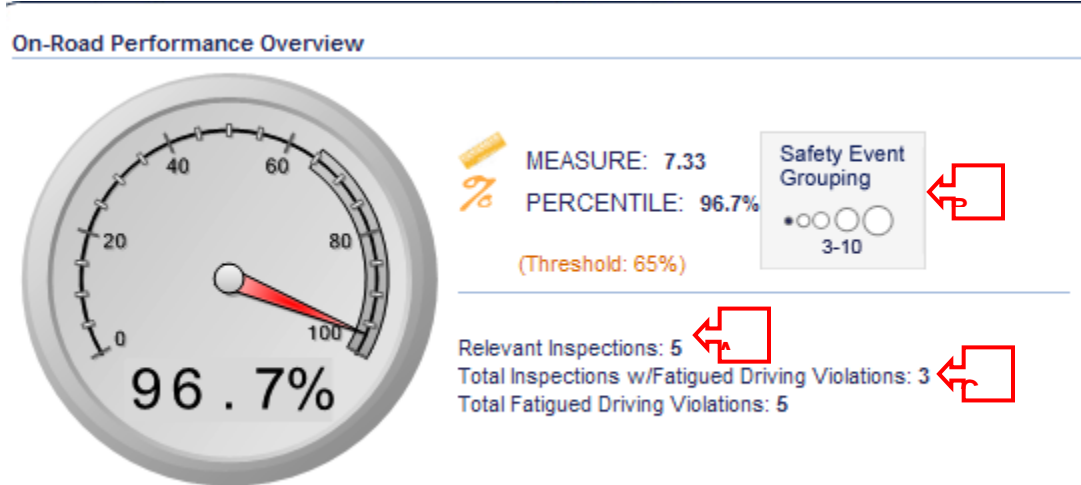 On-Road Performance Overview
0
20
40
60
80
100
96.7%
MEASURE: 7.33
PERCENTILE: 96.7%
(Threshold: 65%)
Safety Event
Grouping
3-10
Relevant Inspections: 5
Total Inspections w/Fatigued Driving Violations: 3
Total Fatigued Driving Violations: 5